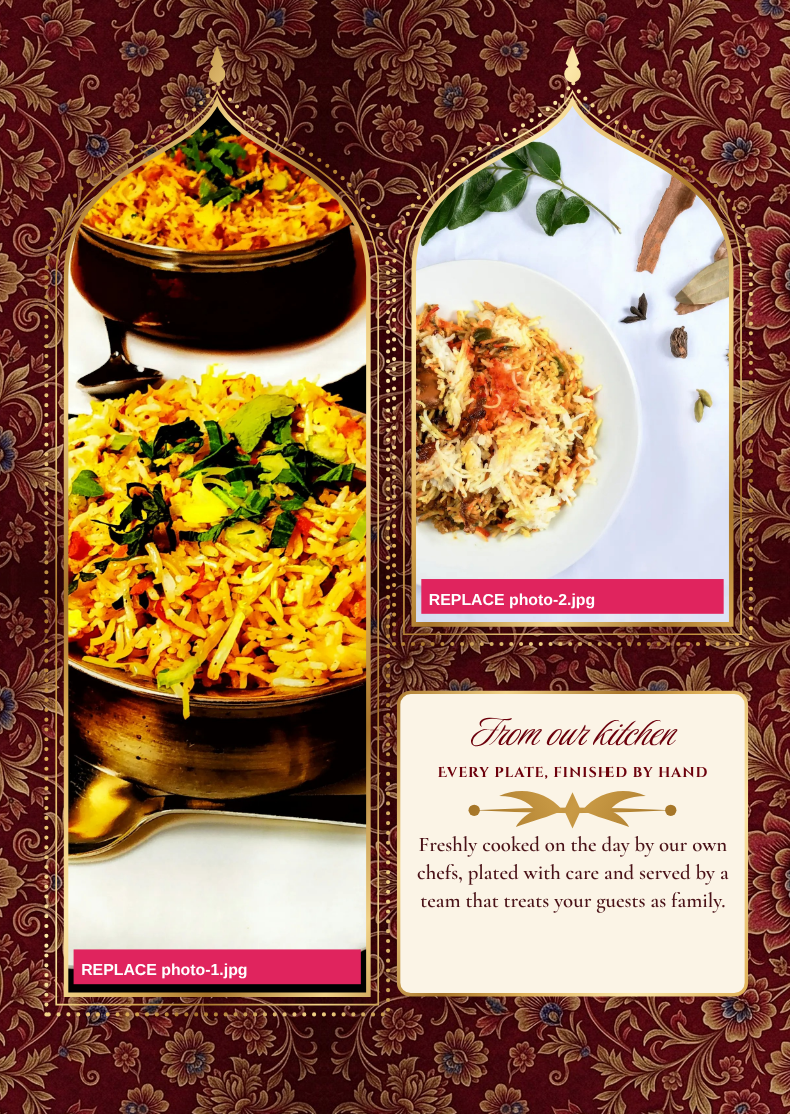 REPLACE photo-2.jpg
From our kitchen
EVERY PLATE, FINISHED BY HAND
Freshly cooked on the day by our own
chefs, plated with care and served by a
team that treats your guests as family.
REPLACE photo-1.jpg